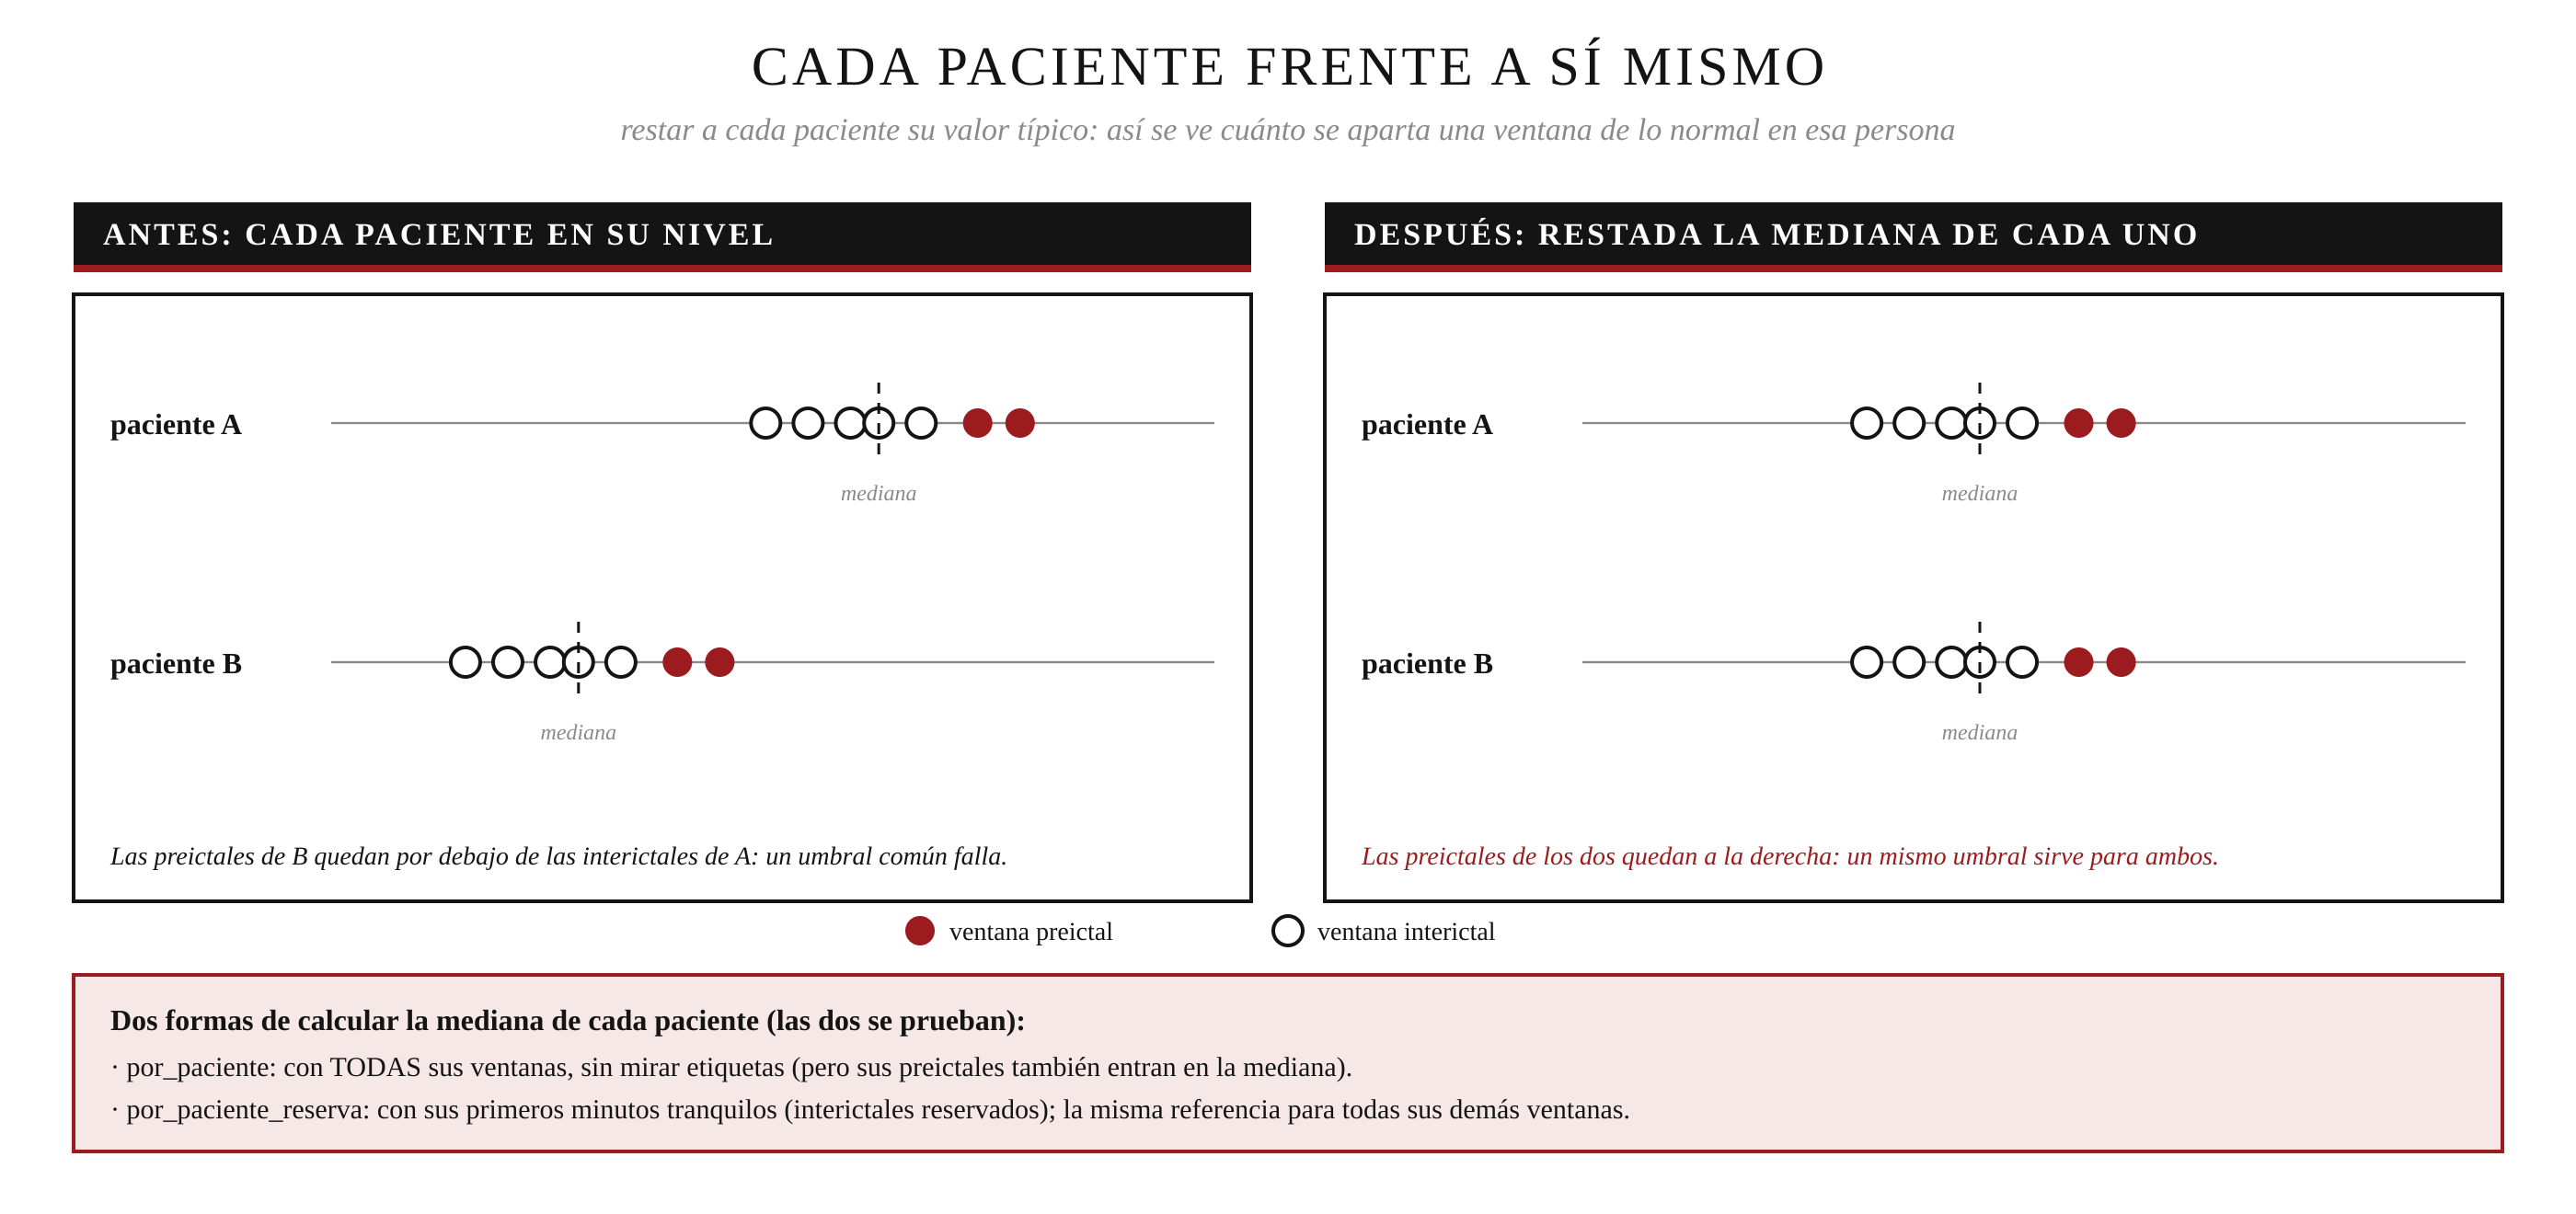 CADA PACIENTE FRENTE A SÍ MISMO
restar a cada paciente su valor típico: así se ve cuánto se aparta una ventana de lo normal en esa persona
ANTES: CADA PACIENTE EN SU NIVEL
paciente A
mediana
paciente B
mediana
Las preictales de B quedan por debajo de las interictales de A: un umbral común falla.
DESPUÉS: RESTADA LA MEDIANA DE CADA UNO
paciente A
mediana
paciente B
mediana
Las preictales de los dos quedan a la derecha: un mismo umbral sirve para ambos.
ventana preictal
ventana interictal
Dos formas de calcular la mediana de cada paciente (las dos se prueban):
· por_paciente: con TODAS sus ventanas, sin mirar etiquetas (pero sus preictales también entran en la mediana).
· por_paciente_reserva: con sus primeros minutos tranquilos (interictales reservados); la misma referencia para todas sus demás ventanas.